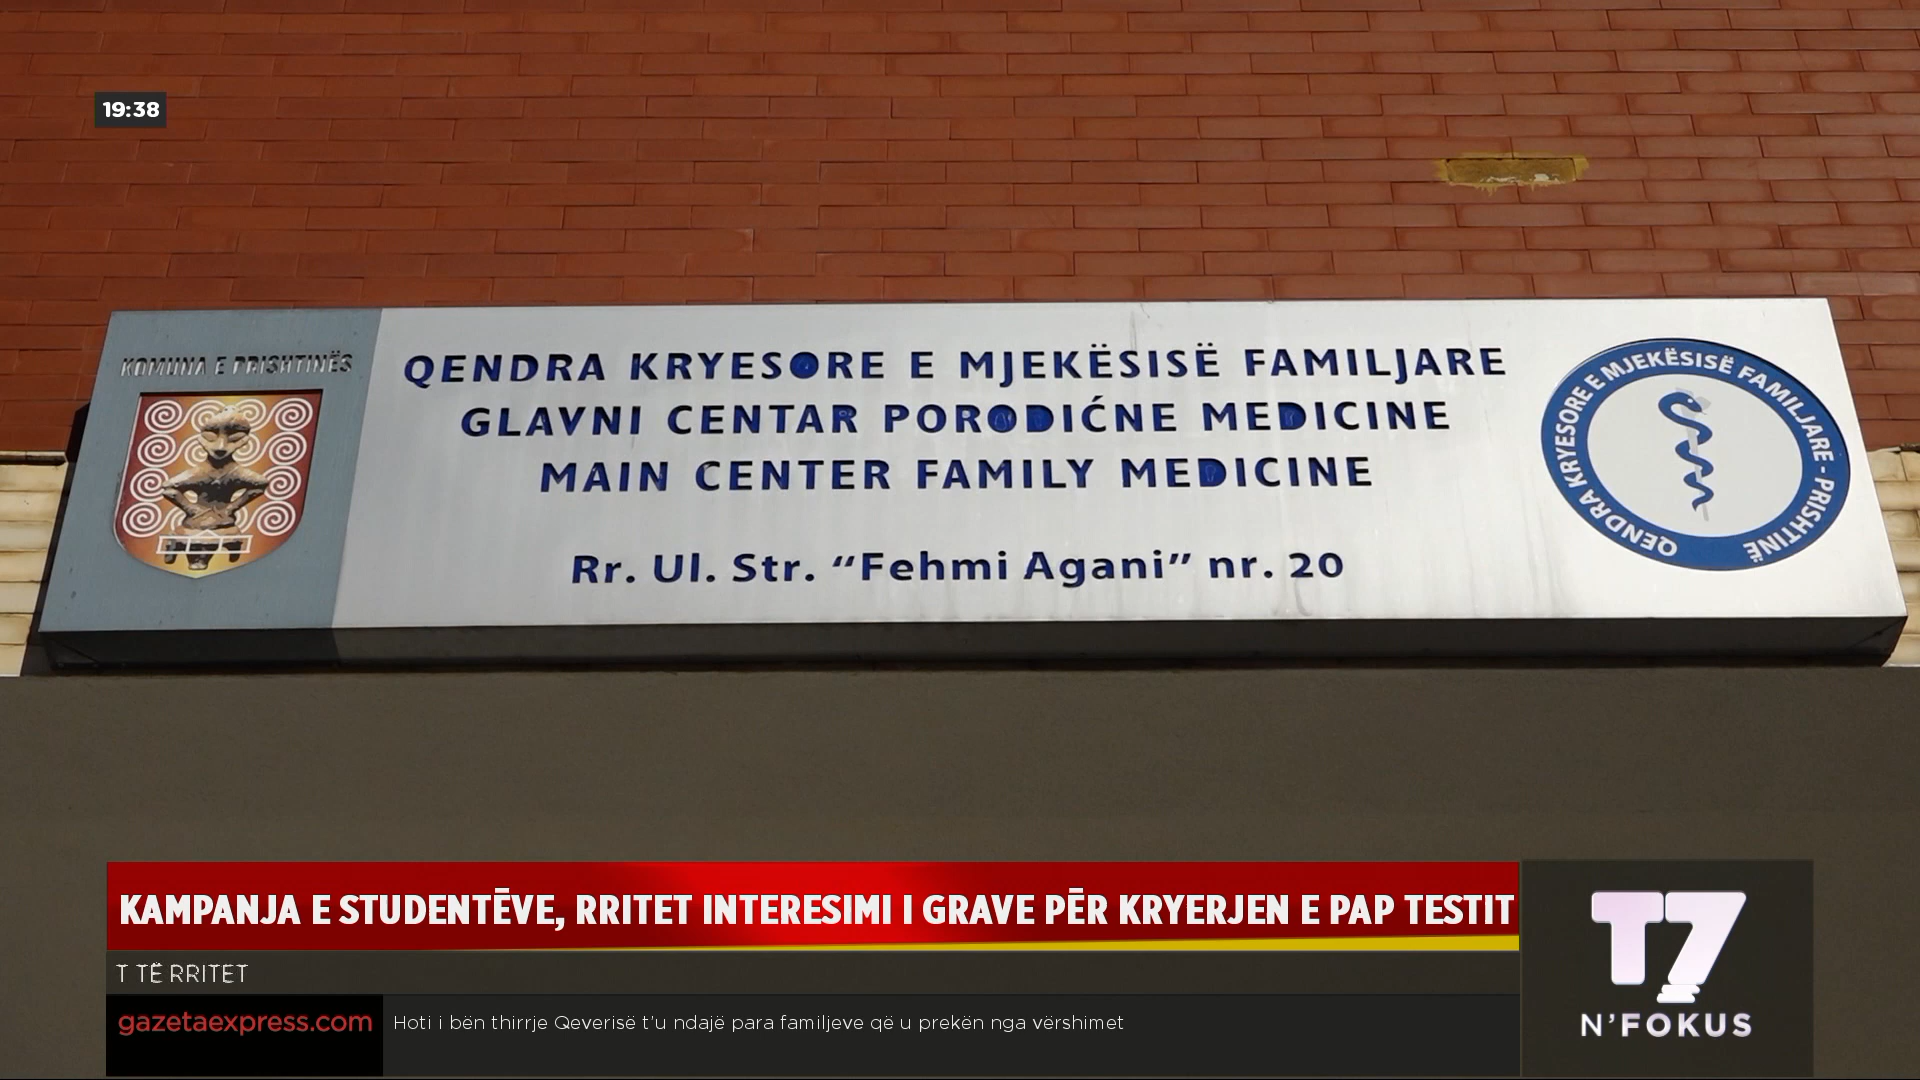 19:38
KOMUNA E PRISHTINËS
QENDRA KRYESORE E MJEKËSISË FAMILJARE
GLAVNI CENTAR PORODIĆNE MEDICINE
MAIN CENTER FAMILY MEDICINE
Rr. Ul. Str. “Fehmi Agani” nr. 20
QENDRA KRYESORE E MJEKËSISË FAMILJARE - PRISHTINË
KAMPANJA E STUDENTËVE, RRITET INTERESIMI I GRAVE PËR KRYERJEN E PAP TESTIT
T TË RRITET
gazetaexpress.com
Hoti i bën thirrje Qeverisë t'u ndajë para familjeve që u prekën nga vërshimet
T7
N'FOKUS